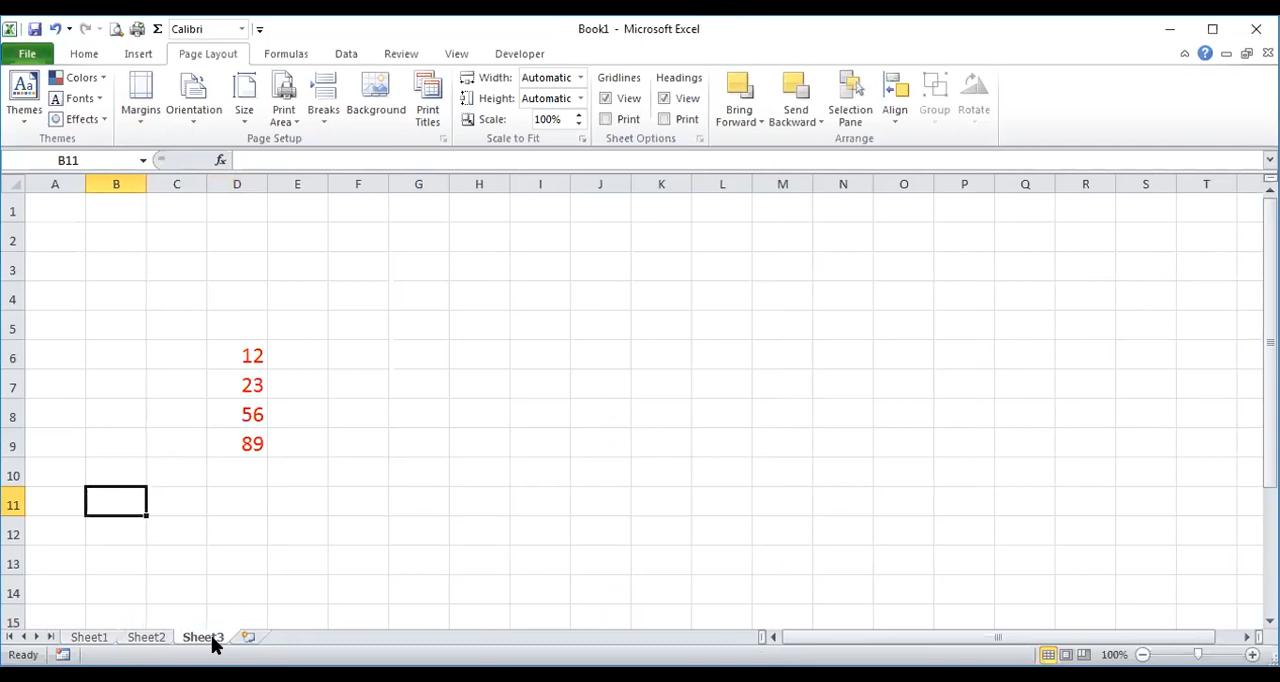 Calibri
Book1 - Microsoft Excel
File Home Insert Page Layout Formulas Data Review View Developer
Themes
Colors
Fonts
Effects
Themes
Margins
Orientation
Size
Print Area
Breaks
Background
Print Titles
Page Setup
Width: Automatic
Height: Automatic
Scale: 100%
Scale to Fit
Gridlines
View
Print
Headings
View
Print
Sheet Options
Bring Forward
Send Backward
Selection Pane
Align
Group
Rotate
Arrange
B11 fx
A B C D E F G H I J K L M N O P Q R S T
1
2
3
4
5
6 12
7 23
8 56
9 89
10
11
12
13
14
15
Sheet1 Sheet2 Sheet3
Ready 100%